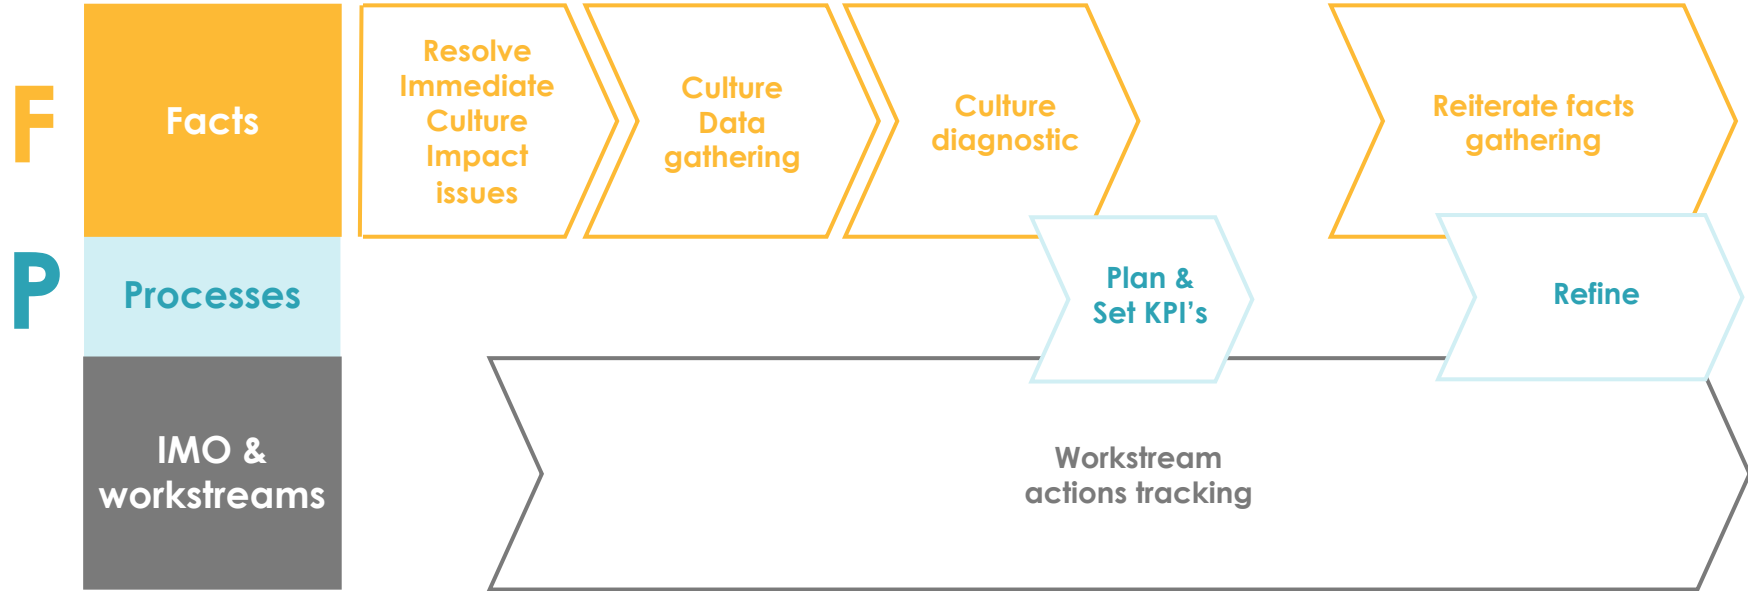 F
Facts
Resolve
Immediate
Culture
Impact
issues
Culture
Data
gathering
Culture
diagnostic
Reiterate facts
gathering
P
Processes
Plan &
Set KPI's
Refine
IMO &
workstreams
Workstream
actions tracking